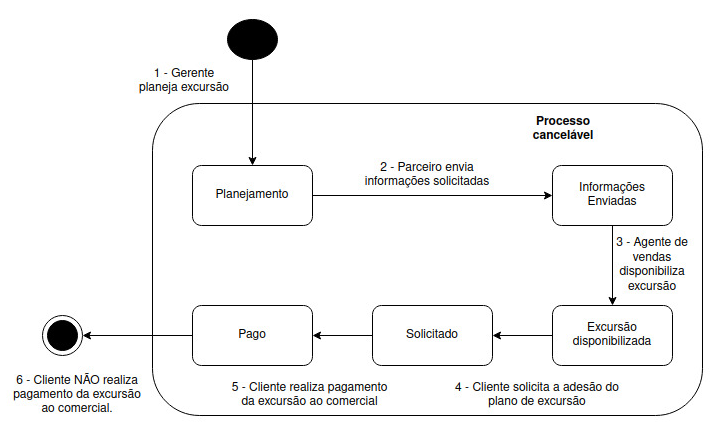 1 - Gerente
planeja excursão
Processo
cancelável
2 - Parceiro envia
informações solicitadas
Planejamento
Informações
Enviadas
3 - Agente de
vendas
disponibiliza
excursão
Pago
Solicitado
Excursão
disponibilizada
6 - Cliente NÃO realiza
pagamento da excursão
ao comercial.
5 - Cliente realiza pagamento
da excursão ao comercial
4 - Cliente solicita a adesão do
plano de excursão